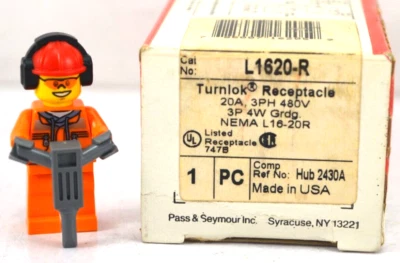 Cat No: L1620-R
Turnlok® Receptacle
20A, 3PH 480V
3P 4W Grdg.
NEMA L16-20R
UL Listed
Receptacle
747B
1 PC Comp Ref No: Hub 2430A
Made in USA
Pass & Seymour Inc. Syracuse, NY 13221